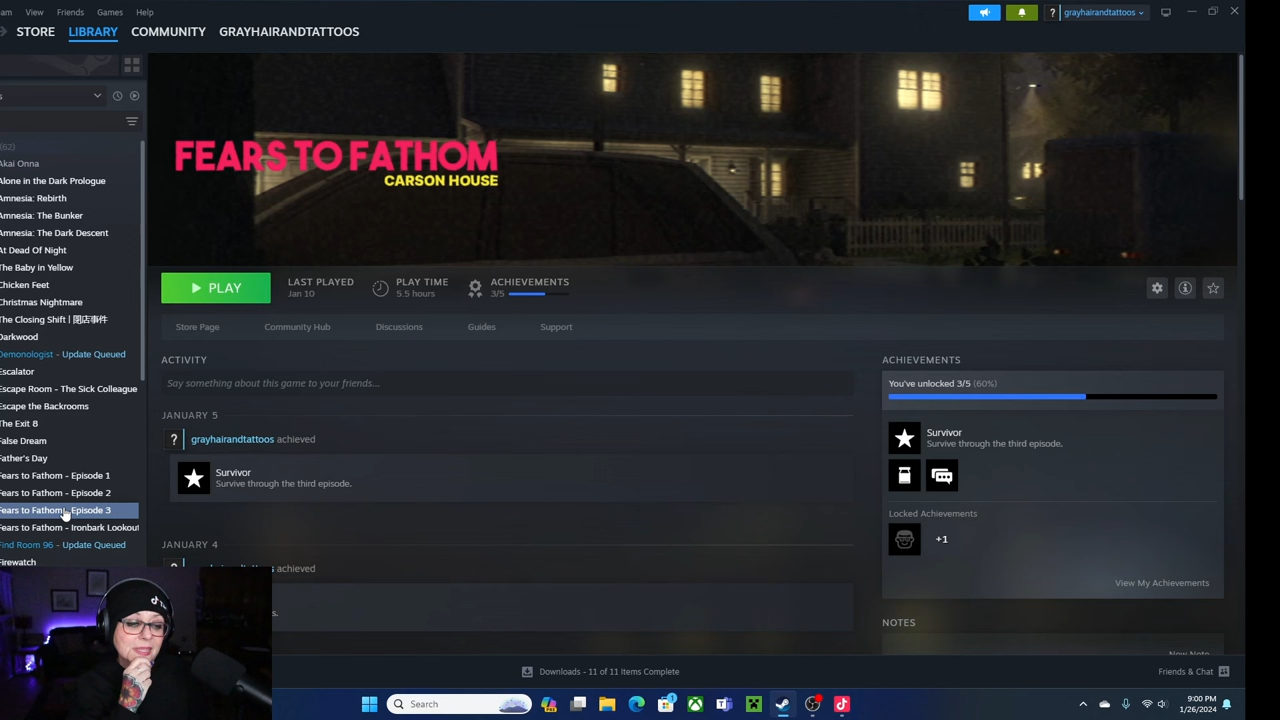 am View Friends Games Help
grayhairandtattoos
STORE LIBRARY COMMUNITY GRAYHAIRANDTATTOOS
s
(62)
Akai Onna
Alone in the Dark Prologue
Amnesia: Rebirth
Amnesia: The Bunker
Amnesia: The Dark Descent
At Dead Of Night
The Baby in Yellow
Chicken Feet
Christmas Nightmare
The Closing Shift | 閉店事件
Darkwood
Demonologist - Update Queued
Escalator
Escape Room - The Sick Colleague
Escape the Backrooms
The Exit 8
False Dream
Father's Day
Fears to Fathom - Episode 1
Fears to Fathom - Episode 2
Fears to Fathom - Episode 3
Fears to Fathom - Ironbark Lookout
Find Room 96 - Update Queued
Firewatch
FEARS TO FATHOM
CARSON HOUSE
PLAY
LAST PLAYED
Jan 10
PLAY TIME
5.5 hours
ACHIEVEMENTS
3/5
Store Page Community Hub Discussions Guides Support
ACTIVITY
Say something about this game to your friends...
JANUARY 5
? grayhairandtattoos achieved
Survivor
Survive through the third episode.
JANUARY 4
achieved
s.
ACHIEVEMENTS
You've unlocked 3/5 (60%)
Survivor
Survive through the third episode.
Locked Achievements
+1
View My Achievements
NOTES
New Note
Downloads - 11 of 11 Items Complete
Friends & Chat
Search
9:00 PM
1/26/2024